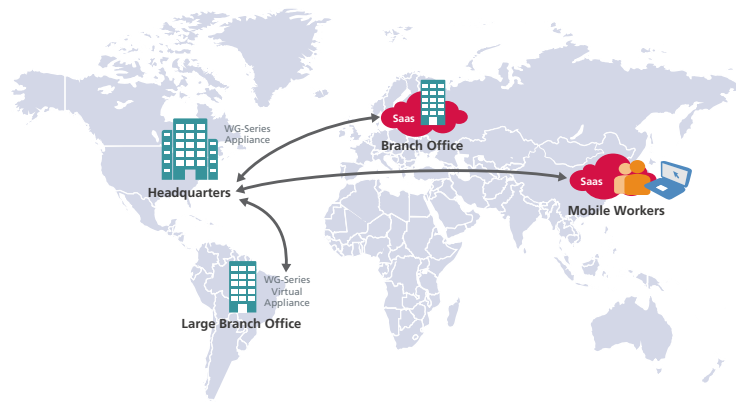 WG-Series
Appliance
Headquarters
Saas
Branch Office
Saas
Mobile Workers
WG-Series
Virtual
Appliance
Large Branch Office